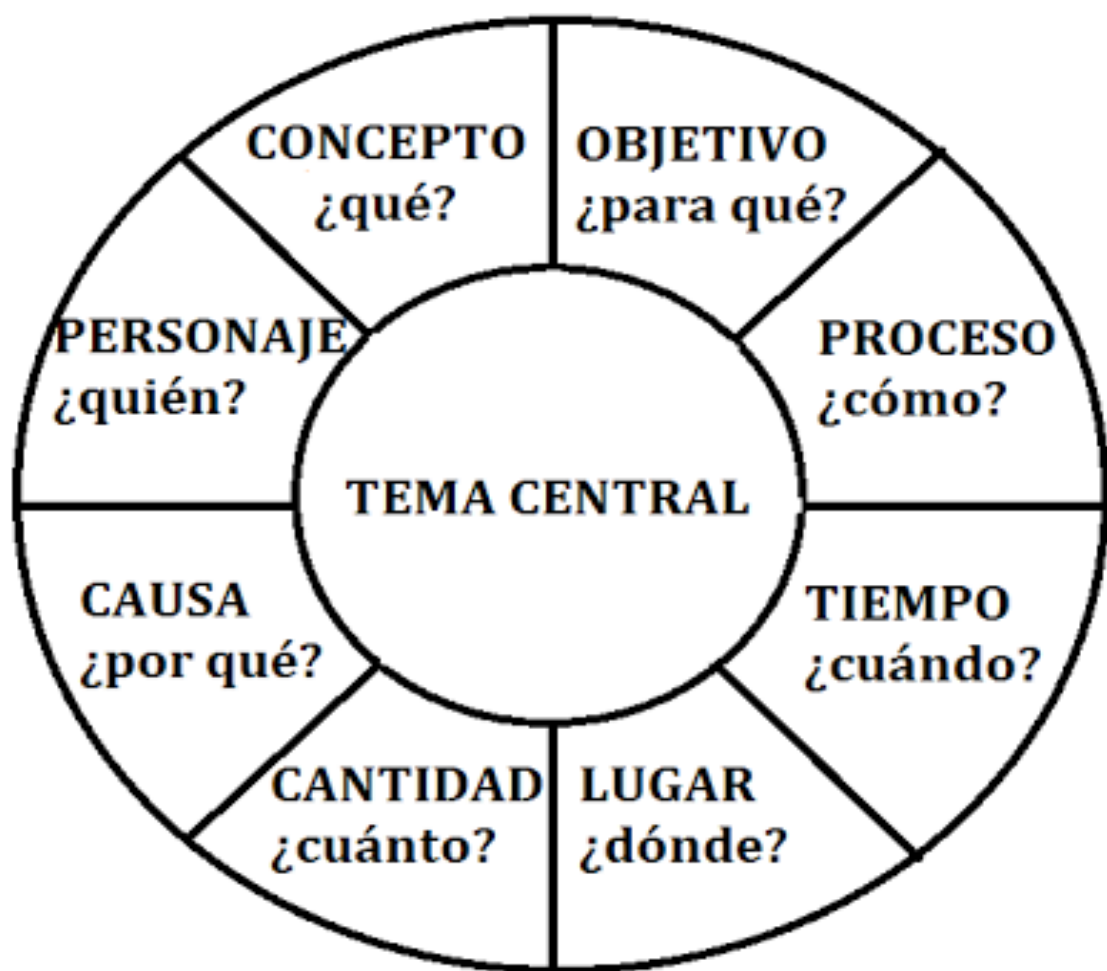 CONCEPTO
¿qué?
OBJETIVO
¿para qué?
PERSONAJE
¿quién?
PROCESO
¿cómo?
TEMA CENTRAL
CAUSA
¿por qué?
TIEMPO
¿cuándo?
CANTIDAD
¿cuánto?
LUGAR
¿dónde?